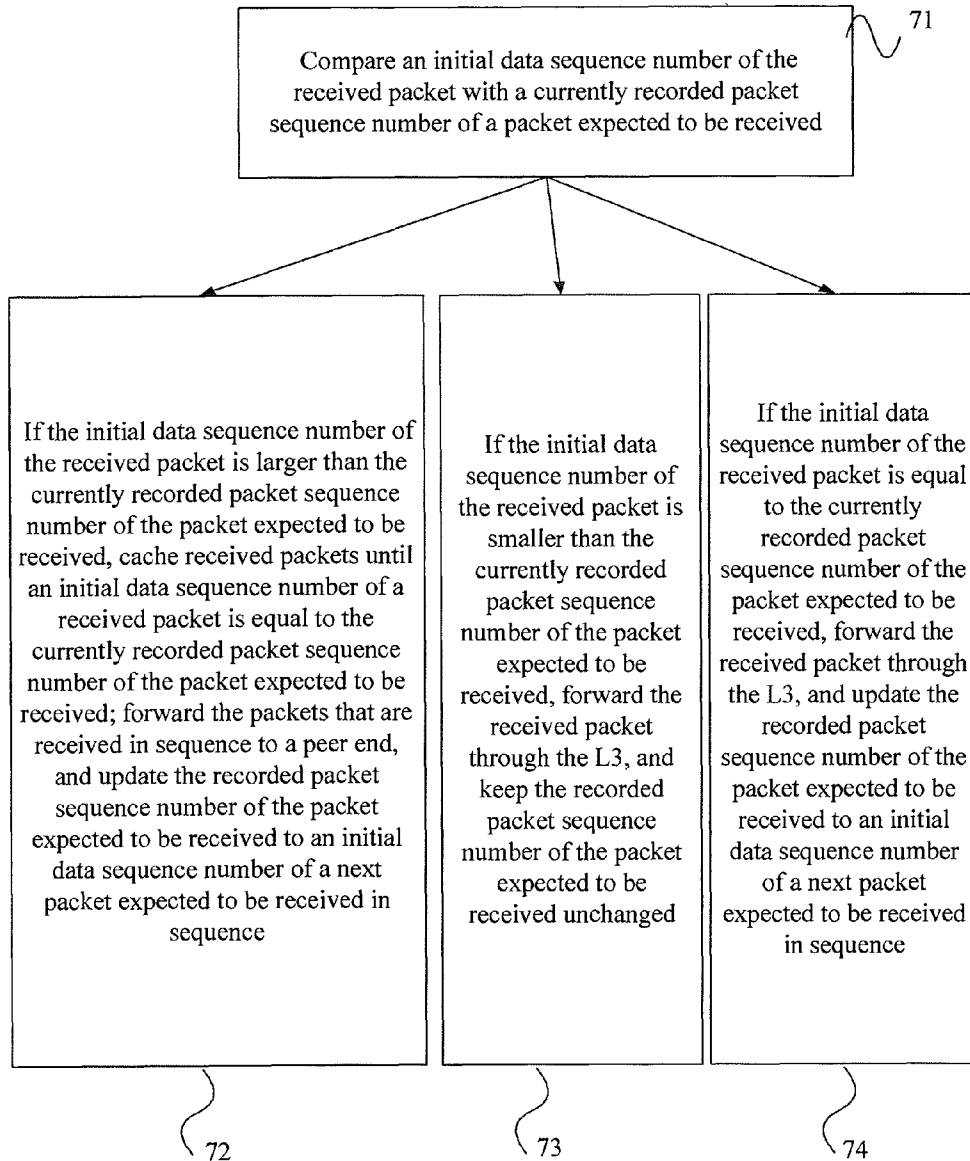 71
Compare an initial data sequence number of the
received packet with a currently recorded packet
sequence number of a packet expected to be received
If the initial data sequence number of
the received packet is larger than the
currently recorded packet sequence
number of the packet expected to be
received, cache received packets until
an initial data sequence number of a
received packet is equal to the
currently recorded packet sequence
number of the packet expected to be
received; forward the packets that are
received in sequence to a peer end,
and update the recorded packet
sequence number of the packet
expected to be received to an initial
data sequence number of a next
packet expected to be received in
sequence
If the initial data
sequence number of
the received packet is
smaller than the
currently recorded
packet sequence
number of the packet
expected to be
received, forward the
received packet
through the L3, and
keep the recorded
packet sequence
number of the packet
expected to be
received unchanged
If the initial data
sequence number of the
received packet is equal
to the currently
recorded packet
sequence number of the
packet expected to be
received, forward the
received packet through
the L3, and update the
recorded packet
sequence number of the
packet expected to be
received to an initial
data sequence number
of a next packet
expected to be received
in sequence
72
73
74